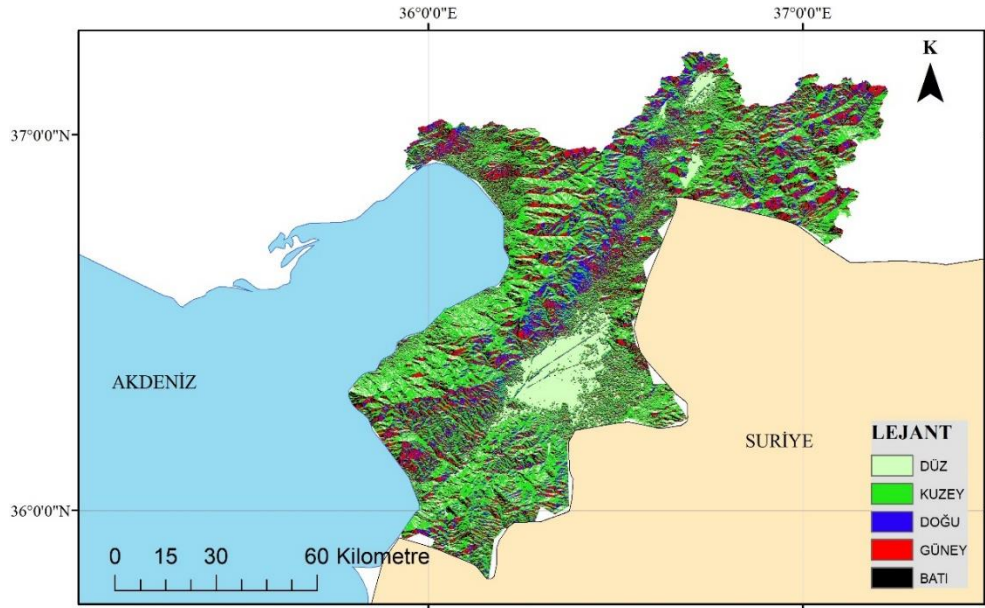 36°0'0"E
37°0'0"E
K
37°0'0"N
AKDENİZ
SURİYE
36°0'0"N
LEJANT
DÜZ
KUZEY
DOĞU
GÜNEY
BATI
0 15 30 60 Kilometre